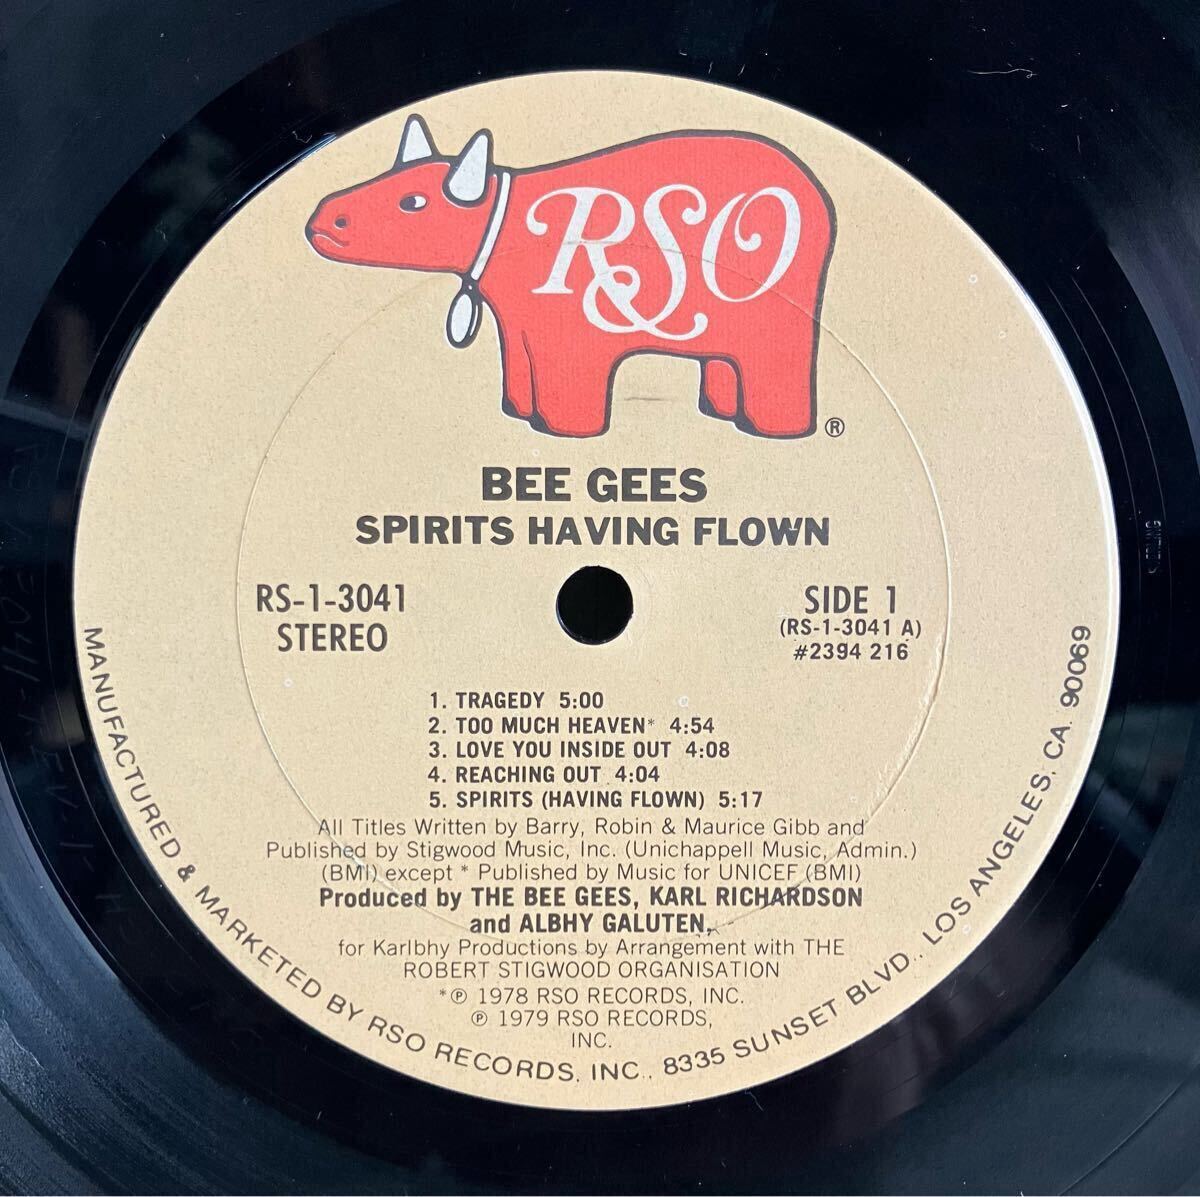 RSO
®
BEE GEES
SPIRITS HAVING FLOWN
RS-1-3041
STEREO
SIDE 1
(RS-1-3041 A)
#2394 216
1. TRAGEDY 5:00
2. TOO MUCH HEAVEN* 4:54
3. LOVE YOU INSIDE OUT 4:08
4. REACHING OUT 4:04
5. SPIRITS (HAVING FLOWN) 5:17
All Titles Written by Barry, Robin & Maurice Gibb and
Published by Stigwood Music, Inc. (Unichappell Music, Admin.)
(BMI) except * Published by Music for UNICEF (BMI)
Produced by THE BEE GEES, KARL RICHARDSON
and ALBHY GALUTEN,
for Karlbhy Productions by Arrangement with THE
ROBERT STIGWOOD ORGANISATION
*℗ 1978 RSO RECORDS, INC.
℗ 1979 RSO RECORDS,
INC.
MANUFACTURED & MARKETED BY RSO RECORDS, INC., 8335 SUNSET BLVD., LOS ANGELES, CA. 90069